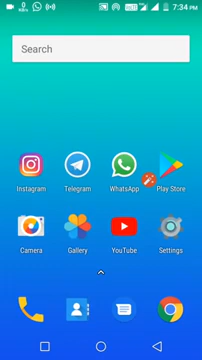 7:34 PM
Search
Instagram
Telegram
WhatsApp
Play Store
Camera
Gallery
YouTube
Settings